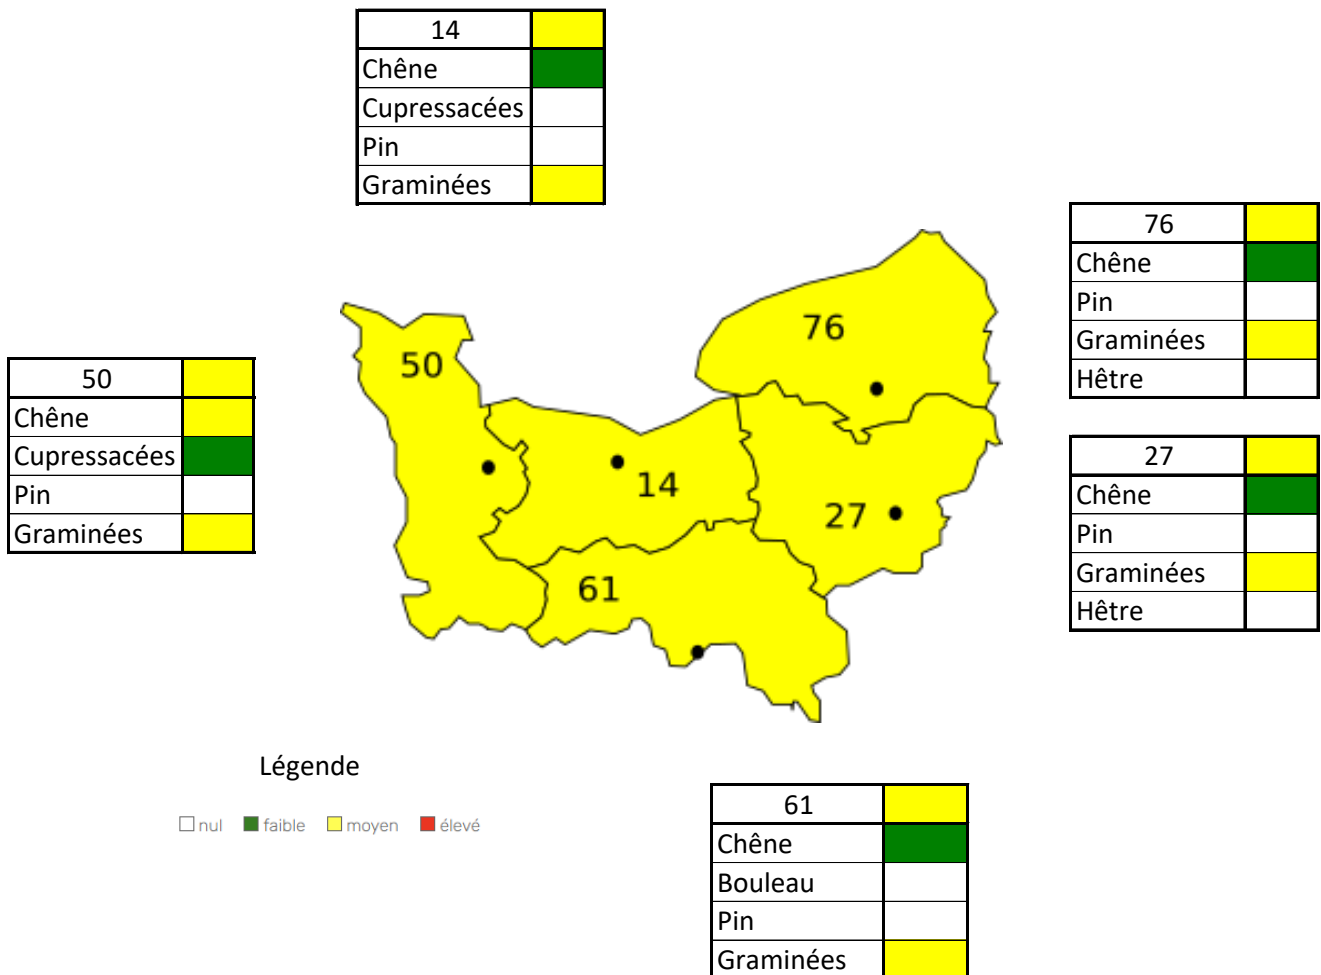 14
Chêne
Cupressacées
Pin
Graminées
76
Chêne
Pin
Graminées
Hêtre
50
Chêne
Cupressacées
Pin
Graminées
76
50
14
27
61
27
Chêne
Pin
Graminées
Hêtre
Légende
nul faible moyen élevé
61
Chêne
Bouleau
Pin
Graminées